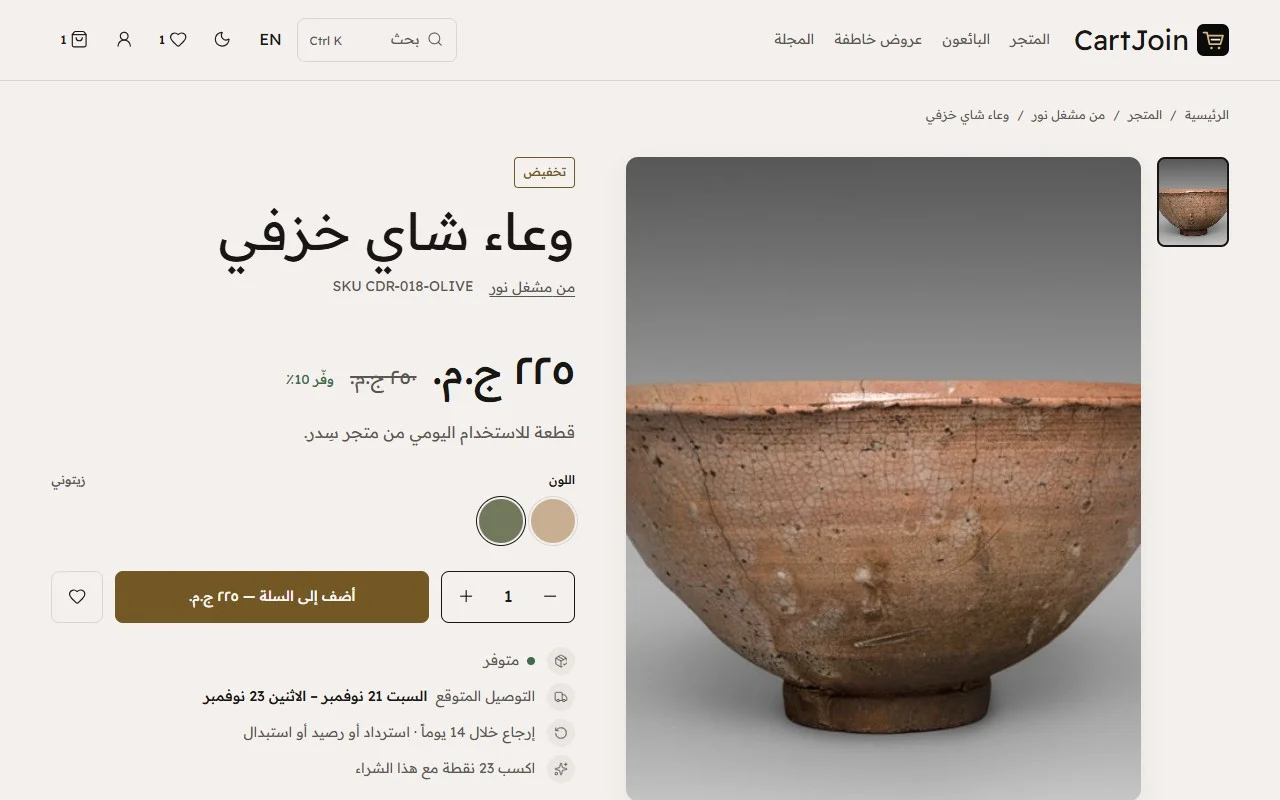 CartJoin
المتجر
البائعون
عروض خاطفة
المجلة
بحث
Ctrl K
EN
1
1
الرئيسية / المتجر / من مشغل نور / وعاء شاي خزفي
تخفيض
وعاء شاي خزفي
من مشغل نور SKU CDR-018-OLIVE
٢٢٥ ج.م. ٢٥٠ ج.م. وفّر 10٪
قطعة للاستخدام اليومي من متجر سِدر.
اللون
زيتوني
1
أضف إلى السلة — ٢٢٥ ج.م.
متوفر
التوصيل المتوقع السبت 21 نوفمبر – الاثنين 23 نوفمبر
إرجاع خلال 14 يوماً · استرداد أو رصيد أو استبدال
اكسب 23 نقطة مع هذا الشراء